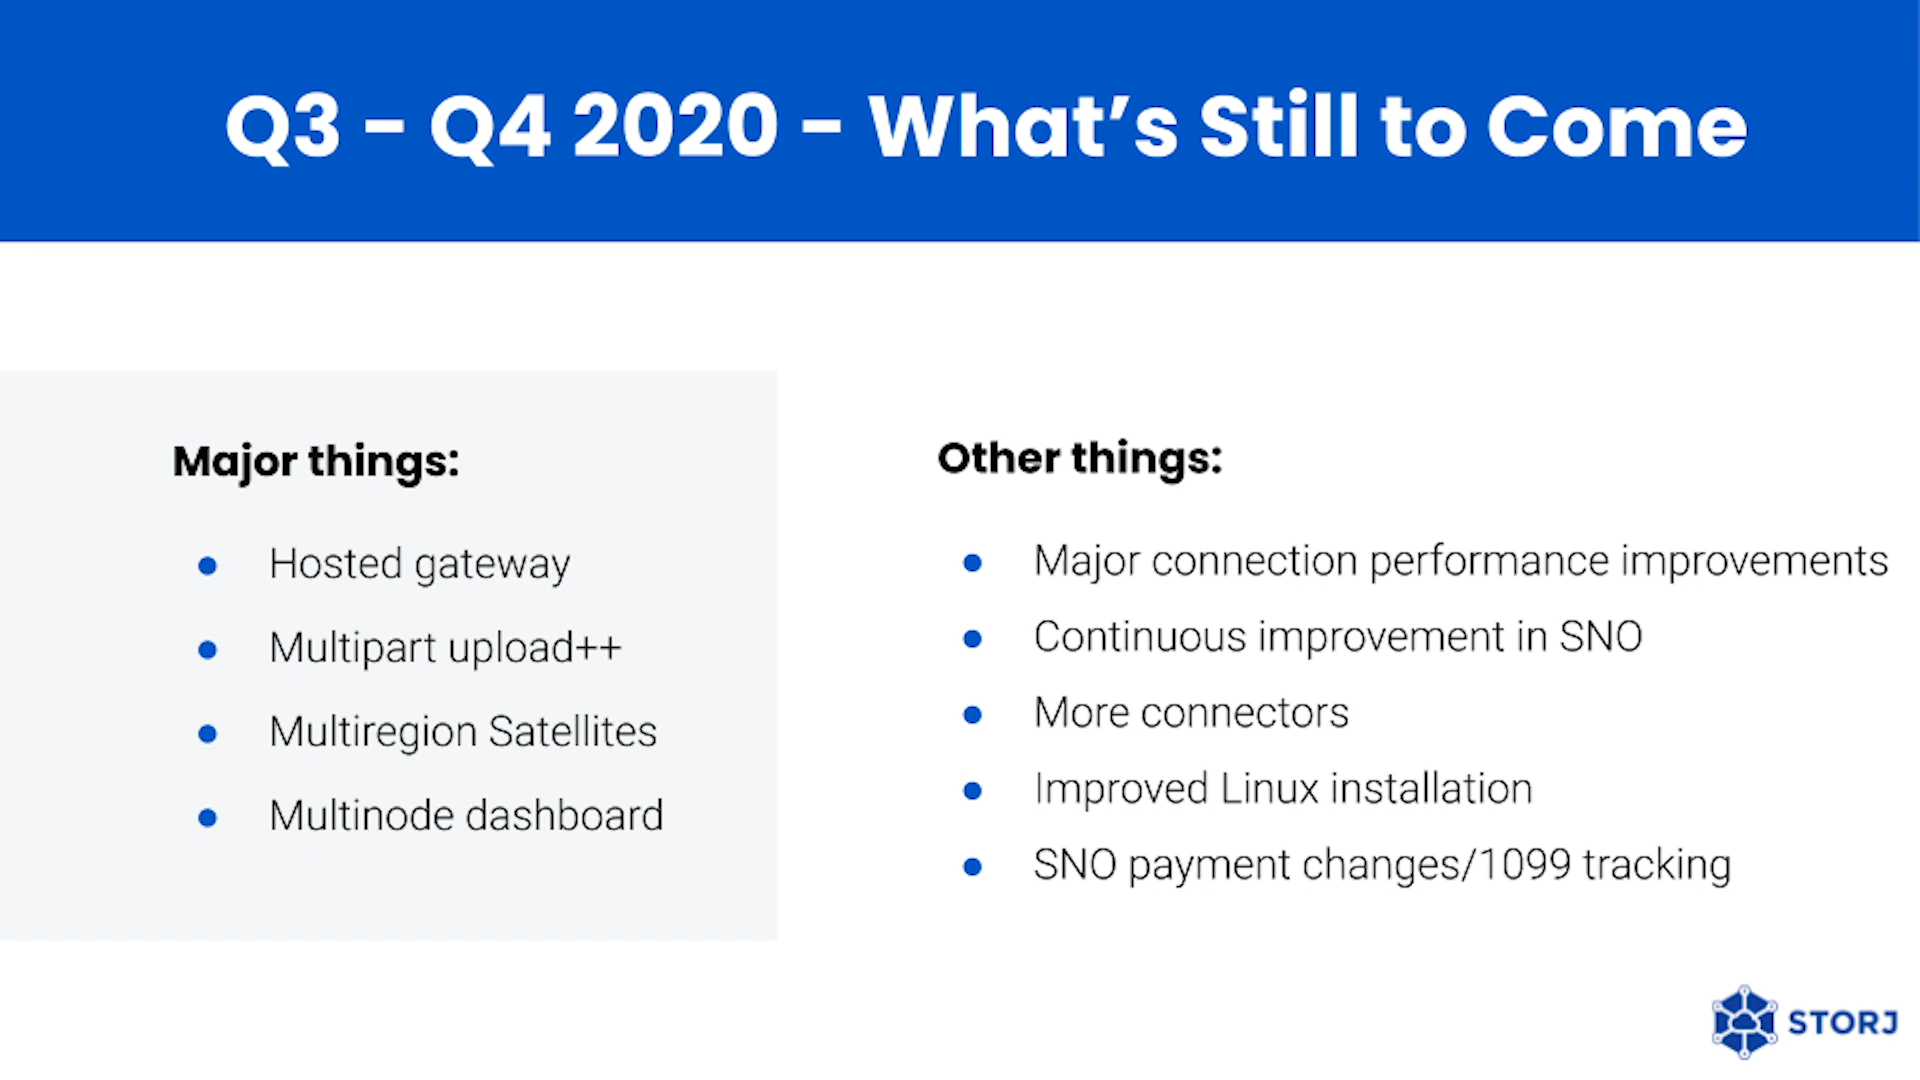 Q3 - Q4 2020 - What's Still to Come
Major things:
Hosted gateway
Multipart upload++
Multiregion Satellites
Multinode dashboard
Other things:
Major connection performance improvements
Continuous improvement in SNO
More connectors
Improved Linux installation
SNO payment changes/1099 tracking
STORJ